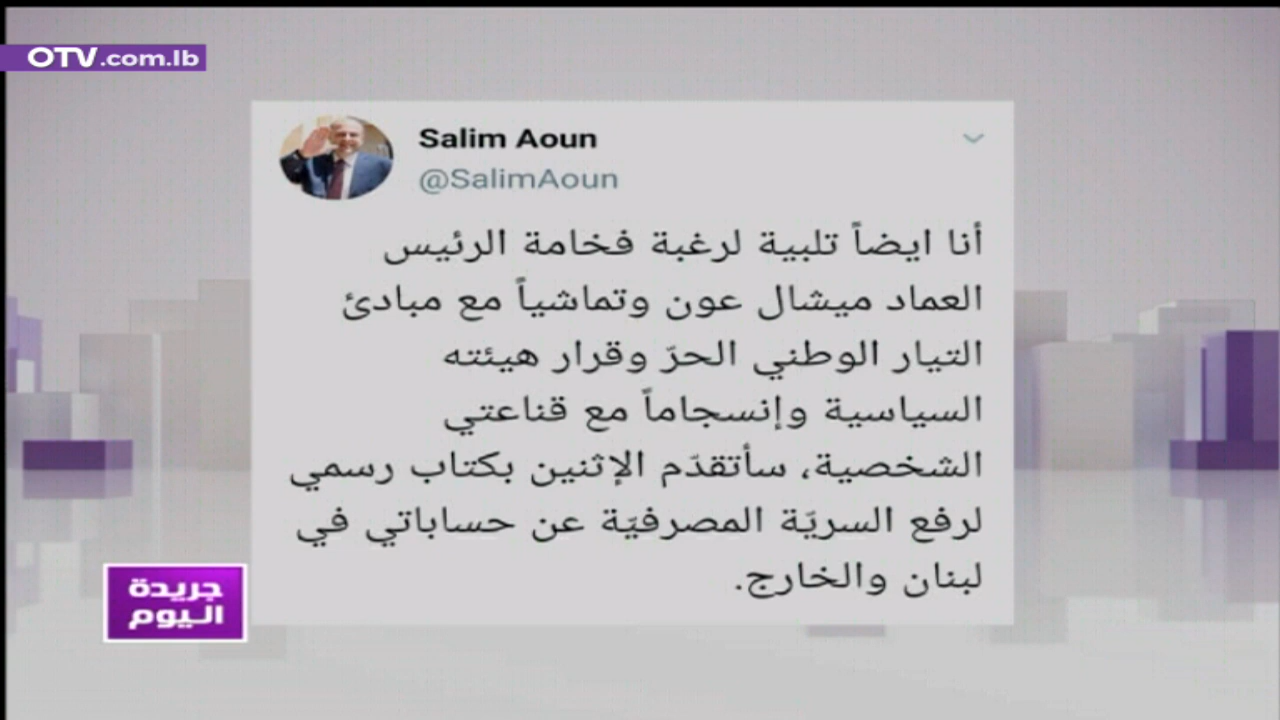 OTV.com.lb
Salim Aoun
@SalimAoun
أنا ايضاً تلبية لرغبة فخامة الرئيس
العماد ميشال عون وتماشياً مع مبادئ
التيار الوطني الحرّ وقرار هيئته
السياسية وإنسجاماً مع قناعتي
الشخصية، سأتقدّم الإثنين بكتاب رسمي
لرفع السريّة المصرفيّة عن حساباتي في
لبنان والخارج.
جريدة
اليوم